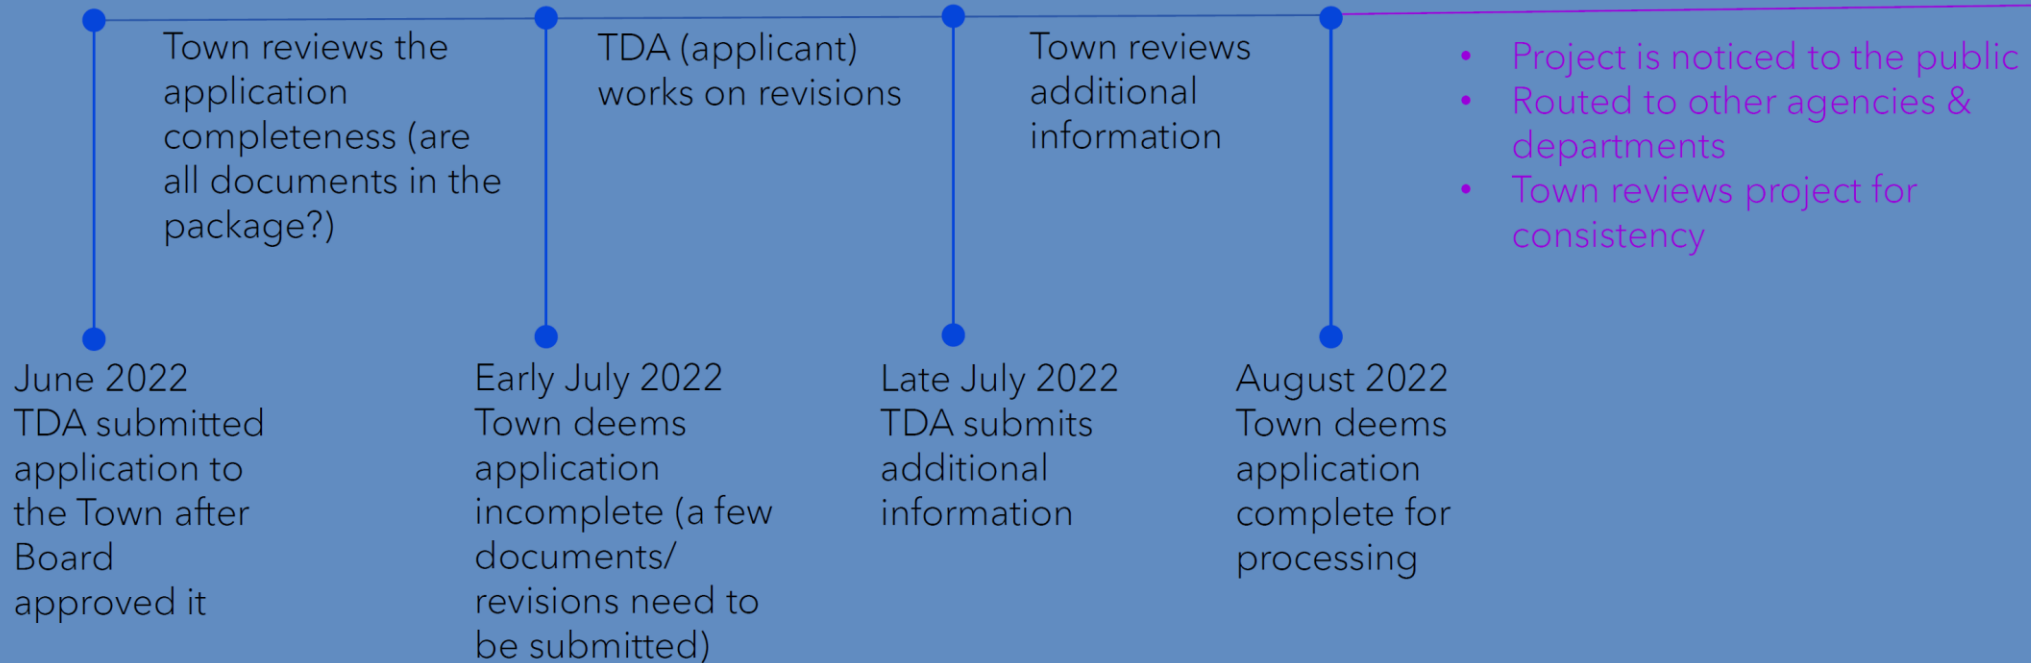 Town reviews the
application
completeness (are
all documents in the
package?)
TDA (applicant)
works on revisions
Town reviews
additional
information
• Project is noticed to the public
• Routed to other agencies &
departments
• Town reviews project for
consistency
June 2022
TDA submitted
application to
the Town after
Board
approved it
Early July 2022
Town deems
application
incomplete (a few
documents/
revisions need to
be submitted)
Late July 2022
TDA submits
additional
information
August 2022
Town deems
application
complete for
processing